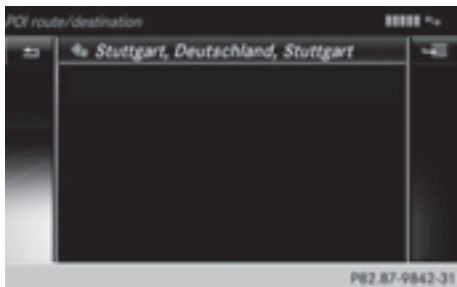 POI route/destination
Stuttgart, Deutschland, Stuttgart
P82.87-9842-31